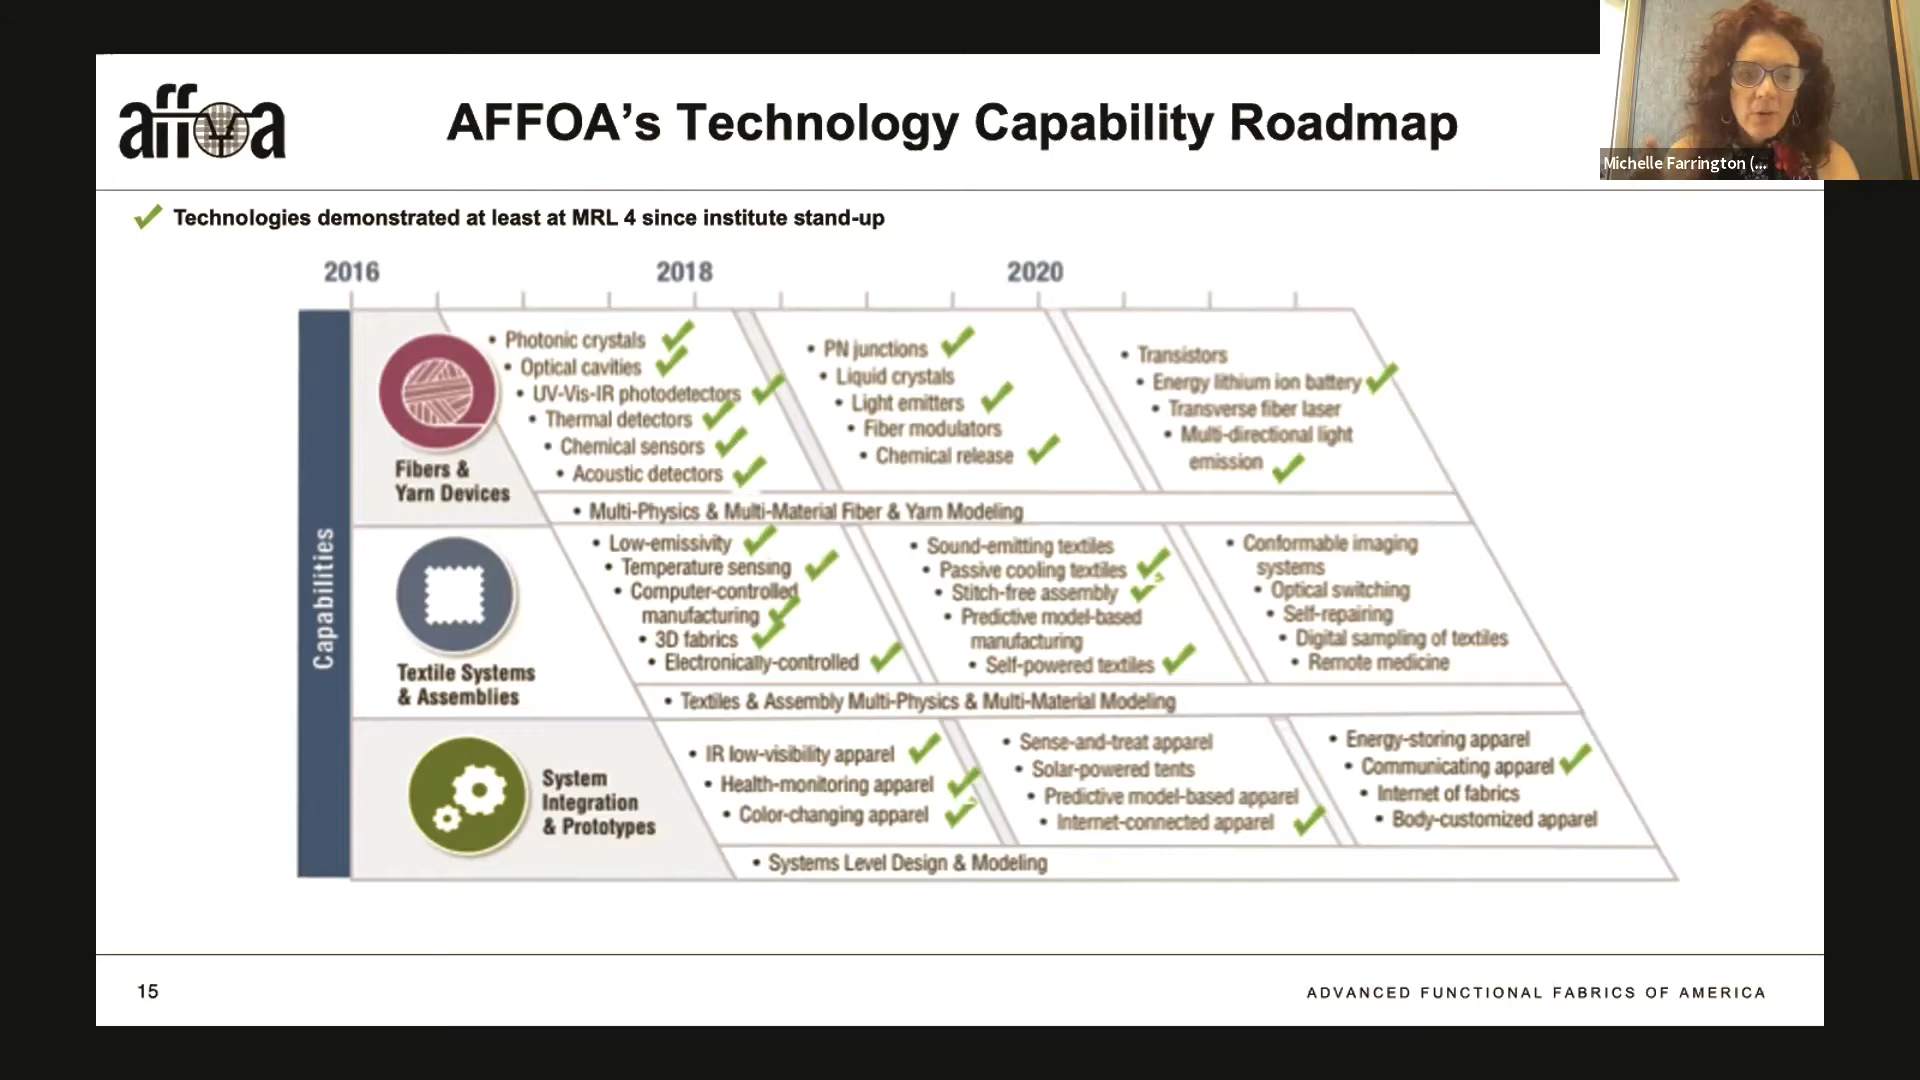 affoa
AFFOA's Technology Capability Roadmap
Michelle Farrington (...
Technologies demonstrated at least at MRL 4 since institute stand-up
2016
2018
2020
Capabilities
Fibers &
Yarn Devices
• Photonic crystals
• Optical cavities
• UV-Vis-IR photodetectors
• Thermal detectors
• Chemical sensors
• Acoustic detectors
• PN junctions
• Liquid crystals
• Light emitters
• Fiber modulators
• Chemical release
• Transistors
• Energy lithium ion battery
• Transverse fiber laser
• Multi-directional light
emission
• Multi-Physics & Multi-Material Fiber & Yarn Modeling
Textile Systems
& Assemblies
• Low-emissivity
• Temperature sensing
• Computer-controlled
manufacturing
• 3D fabrics
• Electronically-controlled
• Sound-emitting textiles
• Passive cooling textiles
• Stitch-free assembly
• Predictive model-based
manufacturing
• Self-powered textiles
• Conformable imaging
systems
• Optical switching
• Self-repairing
• Digital sampling of textiles
• Remote medicine
• Textiles & Assembly Multi-Physics & Multi-Material Modeling
System
Integration
& Prototypes
• IR low-visibility apparel
• Health-monitoring apparel
• Color-changing apparel
• Sense-and-treat apparel
• Solar-powered tents
• Predictive model-based apparel
• Internet-connected apparel
• Energy-storing apparel
• Communicating apparel
• Internet of fabrics
• Body-customized apparel
• Systems Level Design & Modeling
15
ADVANCED FUNCTIONAL FABRICS OF AMERICA